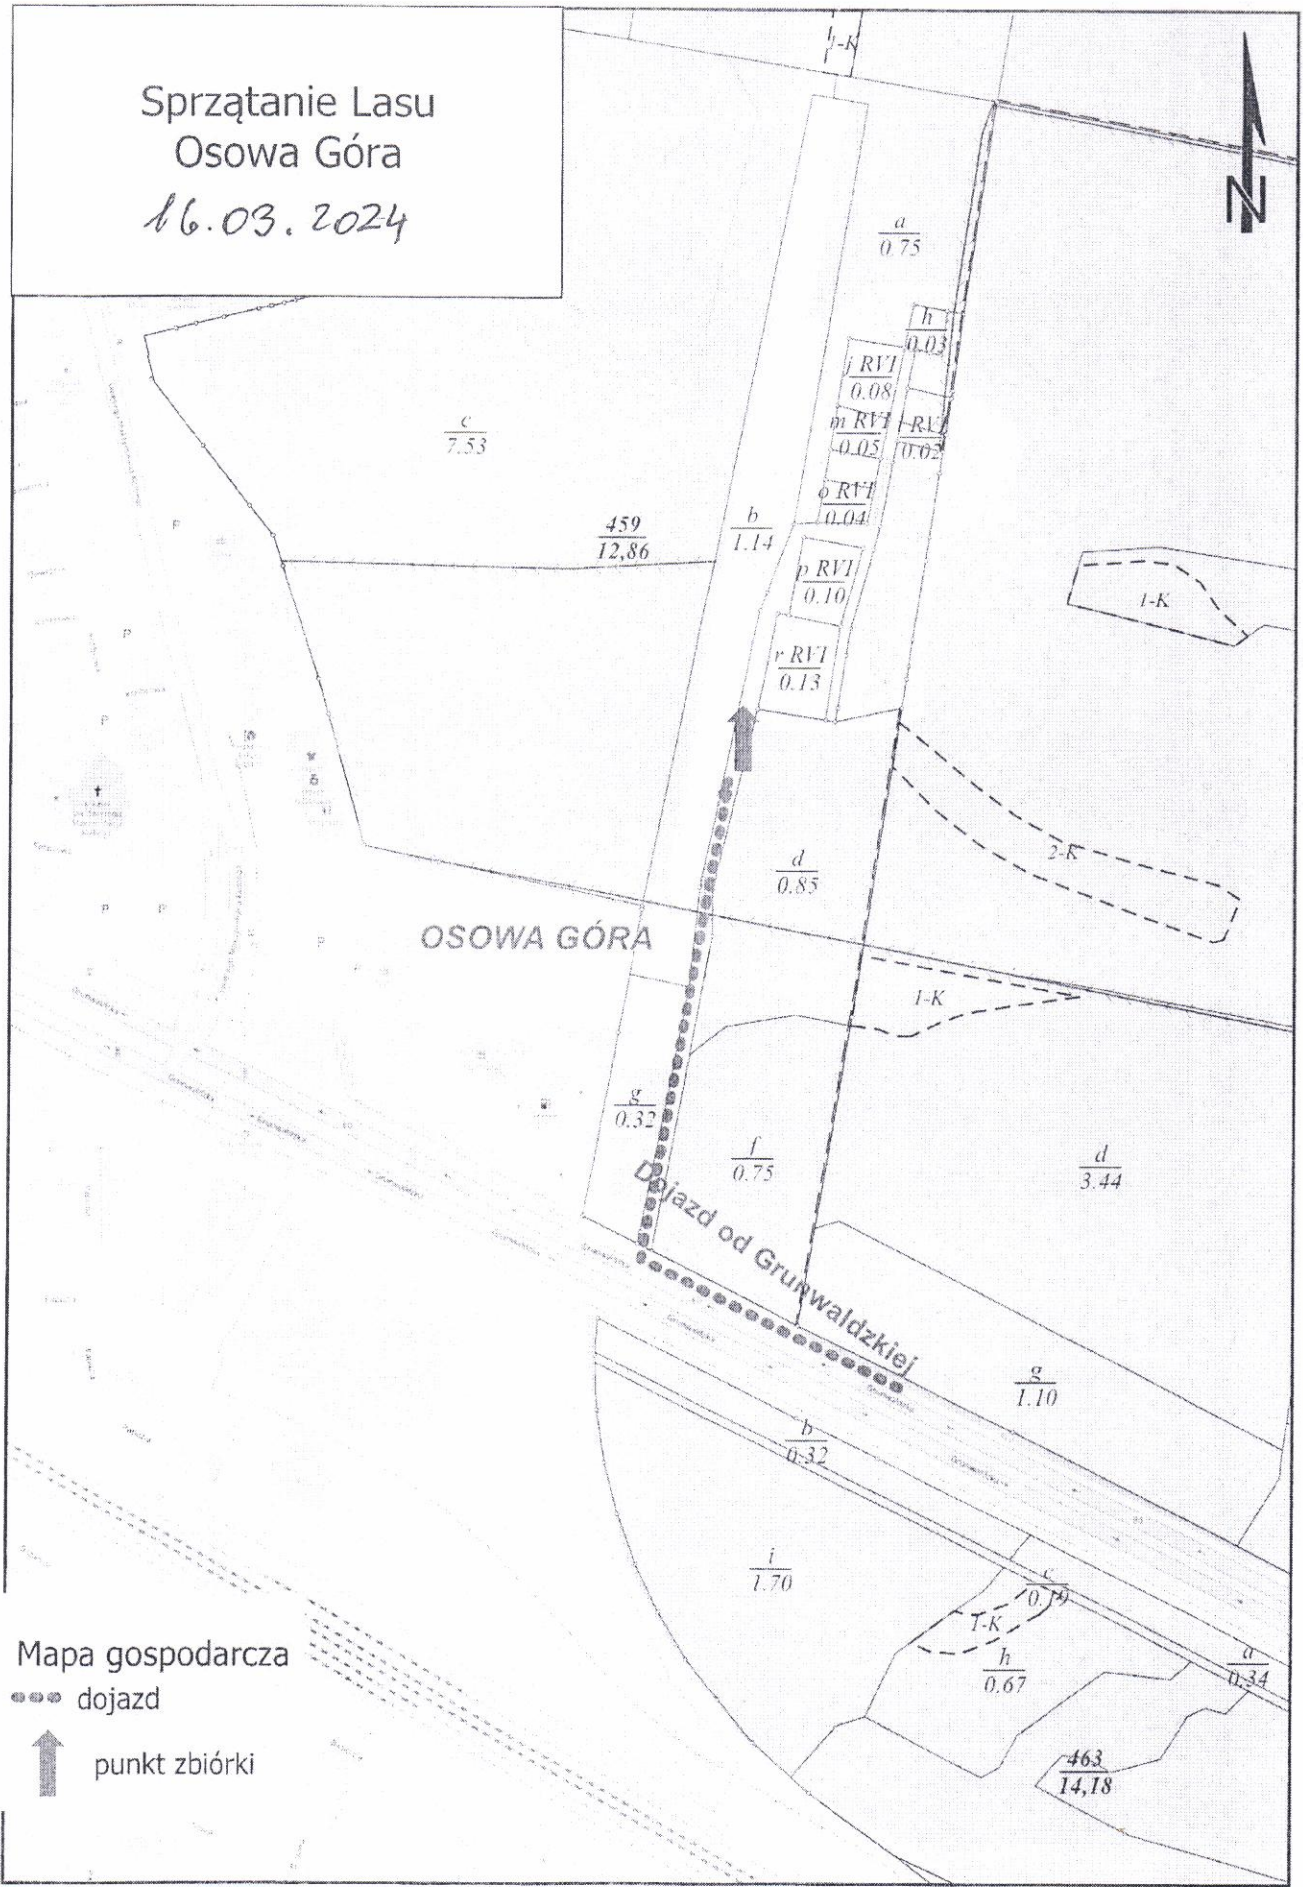 Sprzątanie Lasu
Osowa Góra
16.03.2024
1-K
N
a
0.75
h
0.03
j RVI
0.08
m RVI
0.05
l RVI
0.02
o RVI
0.04
c
7.53
459
12,86
b
1.14
p RVI
0.10
r RVI
0.13
1-K
P
P
P
P
P
P
2-K
d
0.85
OSOWA GÓRA
1-K
g
0.32
f
0.75
d
3.44
Dojazd od Grunwaldzkiej
g
1.10
b
0.32
i
1.70
c
0.19
1-K
h
0.67
a
0.34
463
14,18
Mapa gospodarcza
dojazd
punkt zbiórki